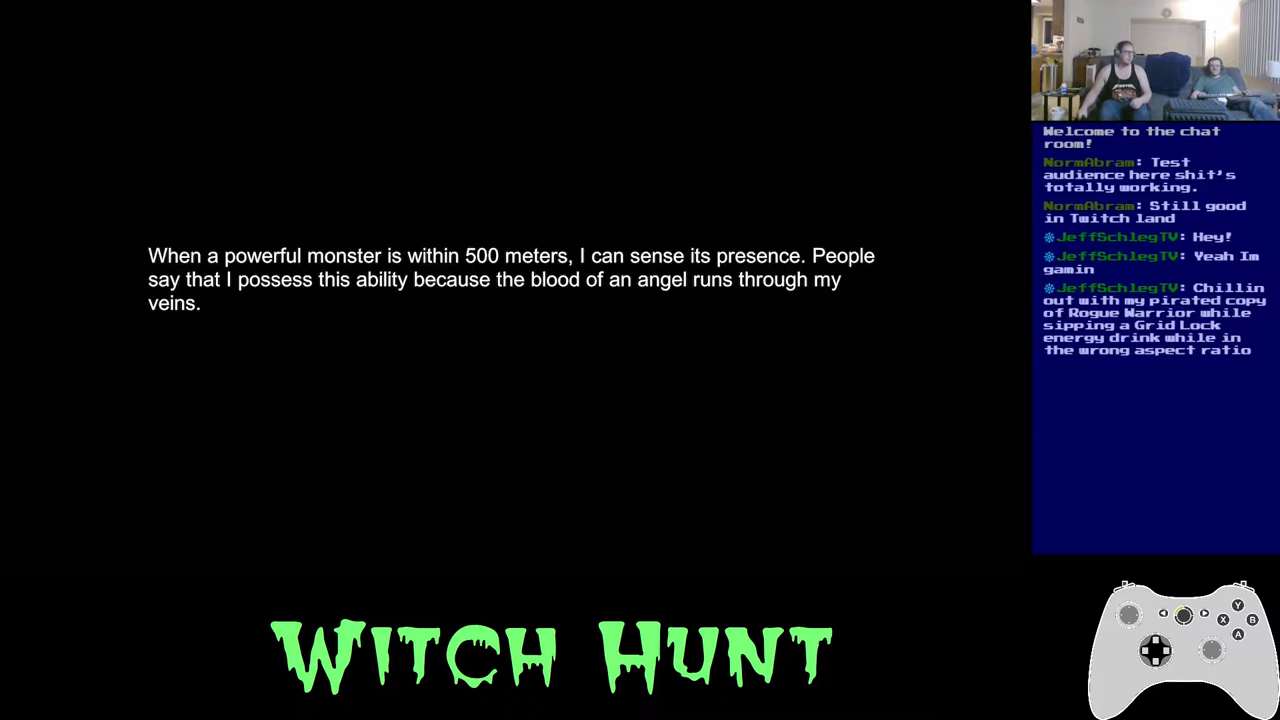 When a powerful monster is within 500 meters, I can sense its presence. People
say that I possess this ability because the blood of an angel runs through my
veins.
Witch Hunt
Welcome to the chat
room!
NormAbram: Test
audience here shit's
totally working.
NormAbram: Still good
in Twitch land
JeffSchlegTV: Hey!
JeffSchlegTV: Yeah Im
gamin
JeffSchlegTV: Chillin
out with my pirated copy
of Rogue Warrior while
sipping a Grid Lock
energy drink while in
the wrong aspect ratio
Y
X
B
A